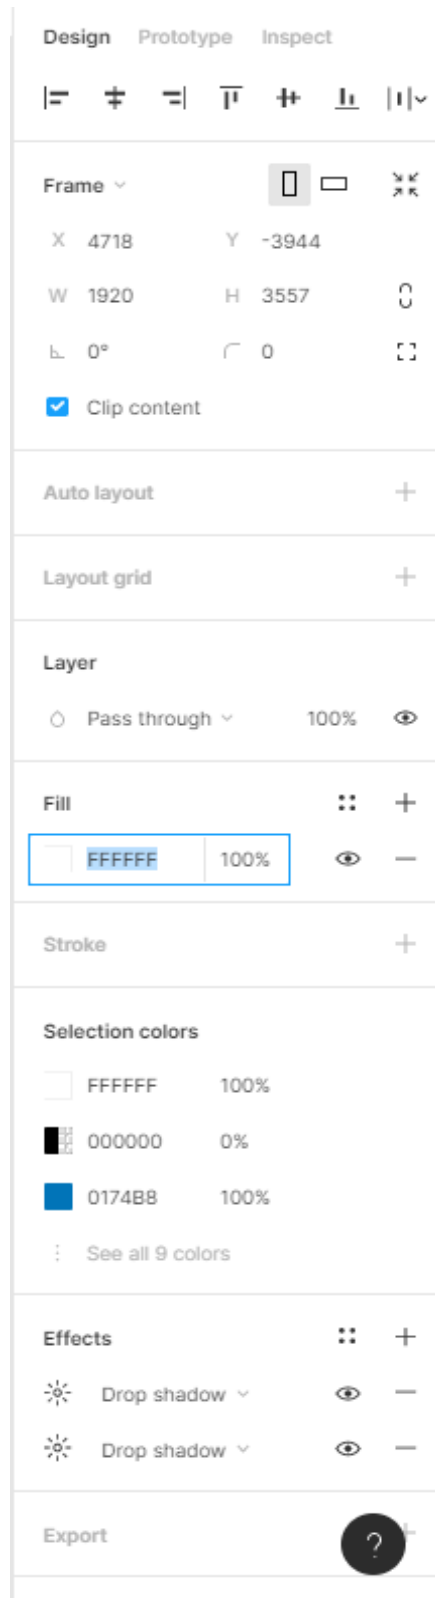 Design Prototype Inspect
Frame
X 4718 Y -3944
W 1920 H 3557
0° 0
Clip content
Auto layout
Layout grid
Layer
Pass through 100%
Fill
FFFFFF 100%
Stroke
Selection colors
FFFFFF 100%
000000 0%
0174B8 100%
See all 9 colors
Effects
Drop shadow
Drop shadow
Export
?